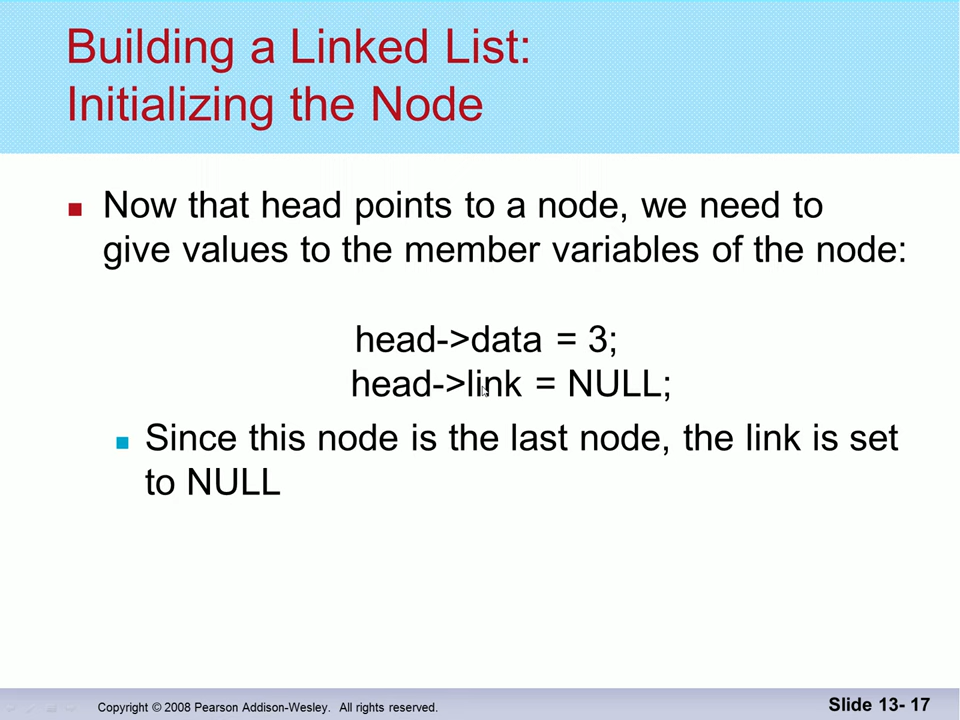 Building a Linked List:
Initializing the Node
Now that head points to a node, we need to
give values to the member variables of the node:
head->data = 3;
head->link = NULL;
Since this node is the last node, the link is set
to NULL
Copyright © 2008 Pearson Addison-Wesley. All rights reserved.
Slide 13- 17